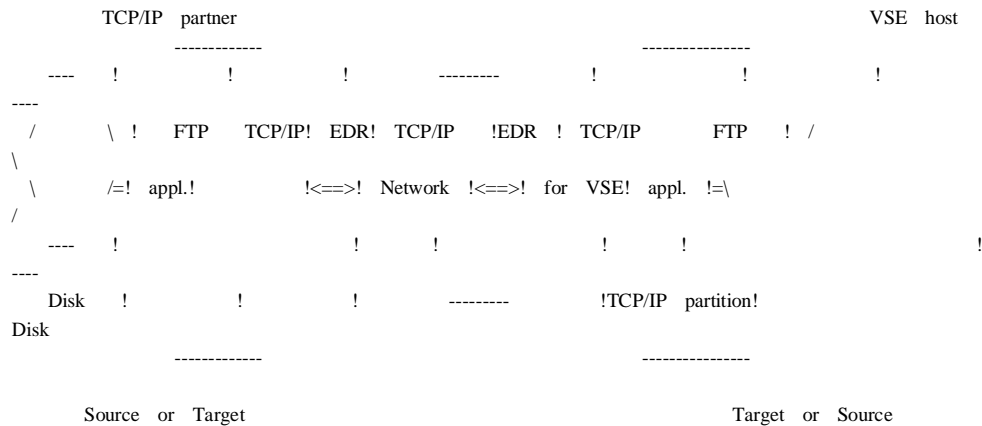 TCP/IP partner VSE host
------------- ----------------
---- ! ! ! --------- ! ! !
----
/ \ ! FTP TCP/IP! EDR! TCP/IP !EDR ! TCP/IP FTP ! /
\
\ /=! appl.! !<==>! Network !<==>! for VSE! appl. !=\
/
---- ! ! ! ! ! !
----
Disk ! ! ! --------- !TCP/IP partition!
Disk
------------- ----------------
Source or Target Target or Source